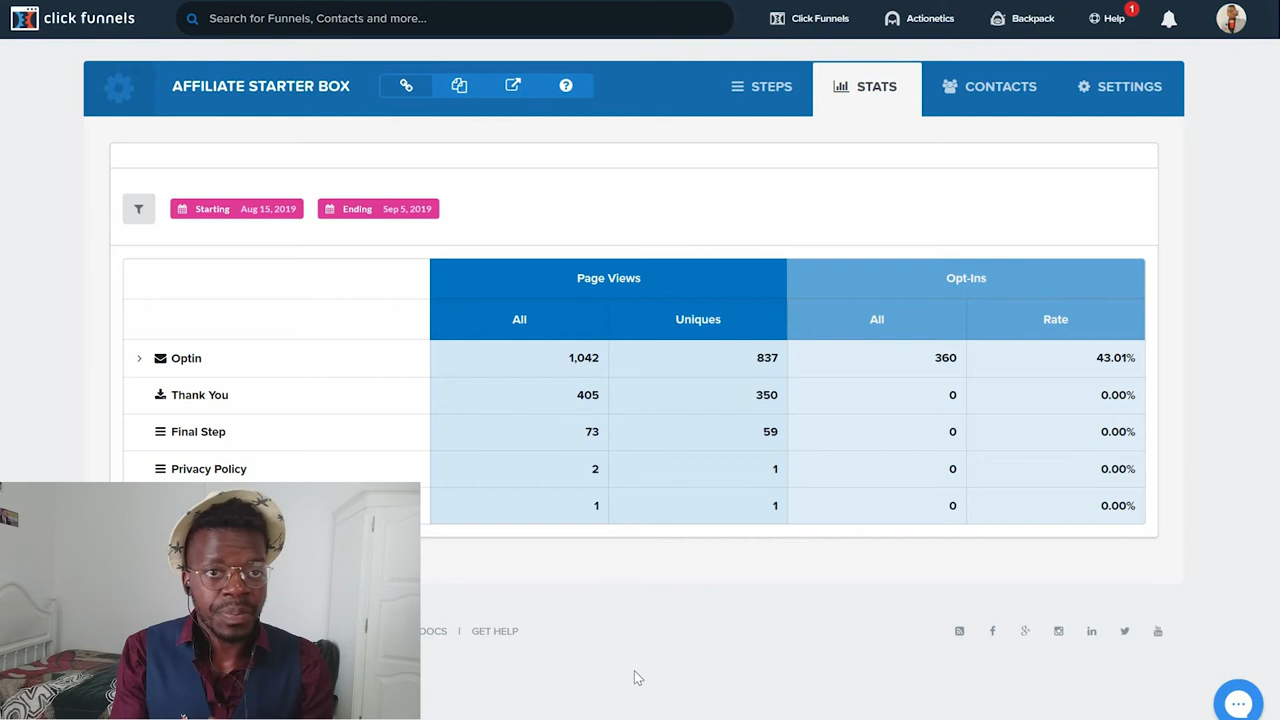 click funnels
Search for Funnels, Contacts and more...
Click Funnels
Actionetics
Backpack
Help
1
AFFILIATE STARTER BOX
STEPS
STATS
CONTACTS
SETTINGS
Starting Aug 15, 2019
Ending Sep 5, 2019
Page Views
Opt-Ins
All
Uniques
All
Rate
Optin 1,042 837 360 43.01%
Thank You 405 350 0 0.00%
Final Step 73 59 0 0.00%
Privacy Policy 2 1 0 0.00%
1 1 0 0.00%
DOCS | GET HELP